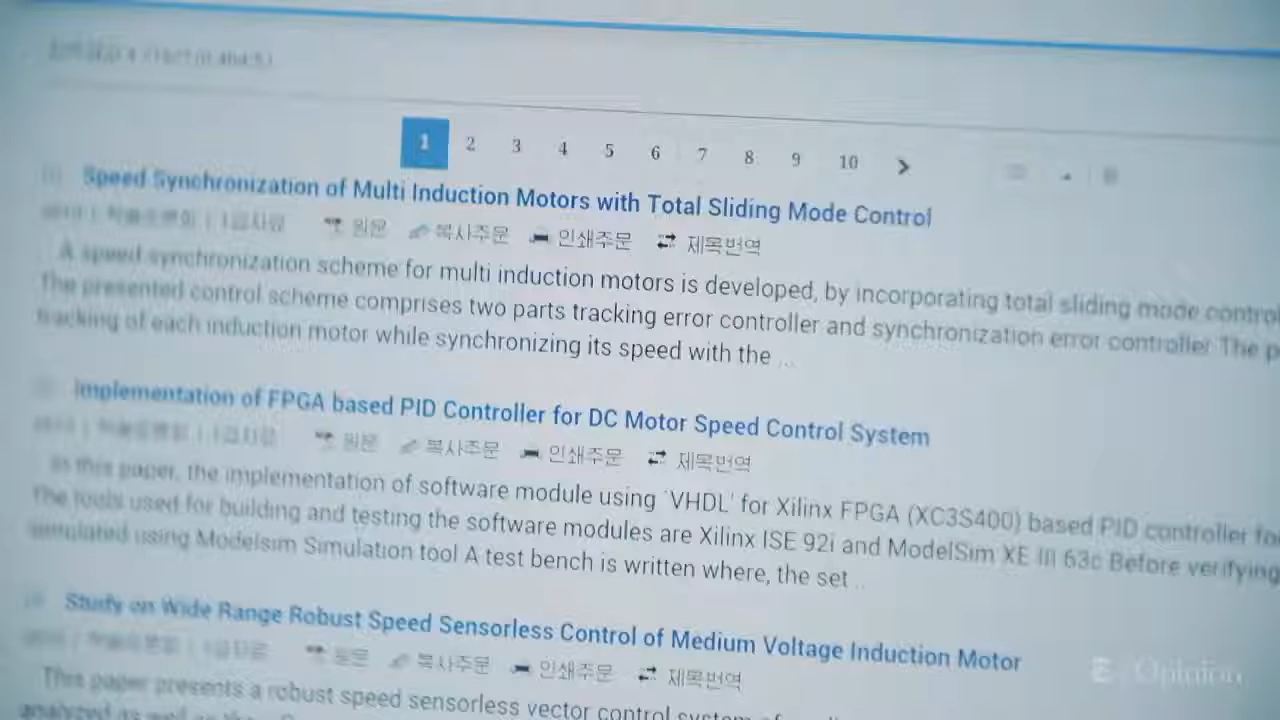 1 2 3 4 5 6 7 8 9 10 >
Speed Synchronization of Multi Induction Motors with Total Sliding Mode Control
원문 복사주문 인쇄주문 제목번역
A speed synchronization scheme for multi induction motors is developed, by incorporating total sliding mode control
The presented control scheme comprises two parts tracking error controller and synchronization error controller The
tracking of each induction motor while synchronizing its speed with the ...
Implementation of FPGA based PID Controller for DC Motor Speed Control System
원문 복사주문 인쇄주문 제목번역
In this paper, the implementation of software module using 'VHDL' for Xilinx FPGA (XC3S400) based PID controller
The tools used for building and testing the software modules are Xilinx ISE 92i and ModelSim XE III 63c Before verifying
simulated using Modelsim Simulation tool A test bench is written where, the set ...
Study on Wide Range Robust Speed Sensorless Control of Medium Voltage Induction Motor
원문 복사주문 인쇄주문 제목번역
This paper presents a robust speed sensorless vector control system of
analyzed as well as the
Opinion